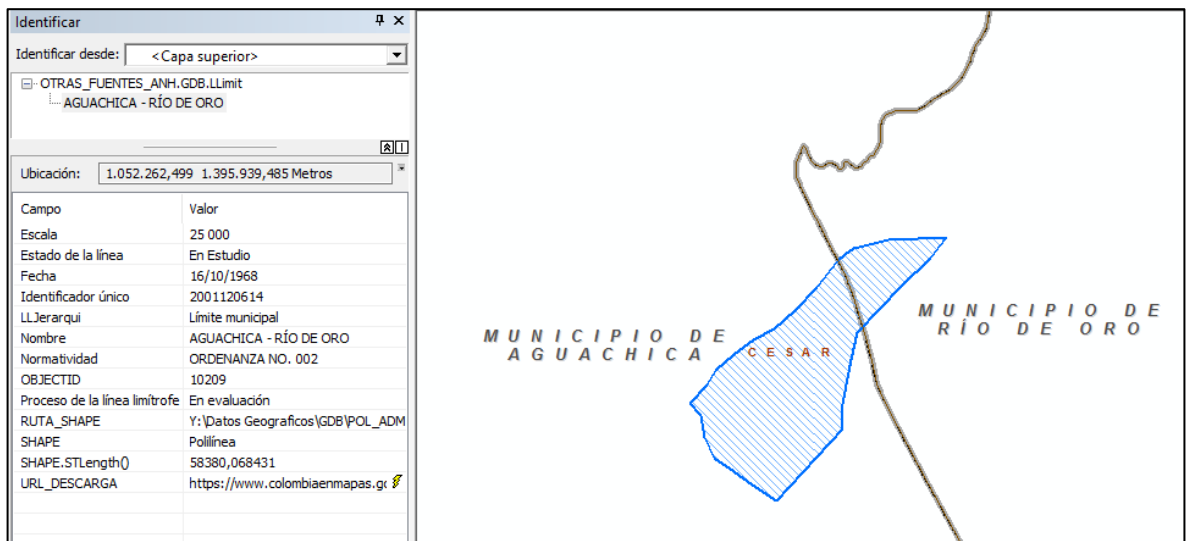 Identificar
Identificar desde: <Capa superior>
OTRAS_FUENTES_ANH.GDB.LLimit
AGUACHICA - RÍO DE ORO
Ubicación: 1.052.262,499 1.395.939,485 Metros
Campo Valor
Escala 25 000
Estado de la línea En Estudio
Fecha 16/10/1968
Identificador único 2001120614
LLJerarqui Límite municipal
Nombre AGUACHICA - RÍO DE ORO
Normatividad ORDENANZA NO. 002
OBJECTID 10209
Proceso de la línea limítrofe En evaluación
RUTA_SHAPE Y:\Datos Geograficos\GDB\POL_ADM
SHAPE Polilínea
SHAPE.STLength() 58380,068431
URL_DESCARGA https://www.colombiaenmapas.gc
MUNICIPIO DE
AGUACHICA
CESAR
MUNICIPIO DE
RÍO DE ORO